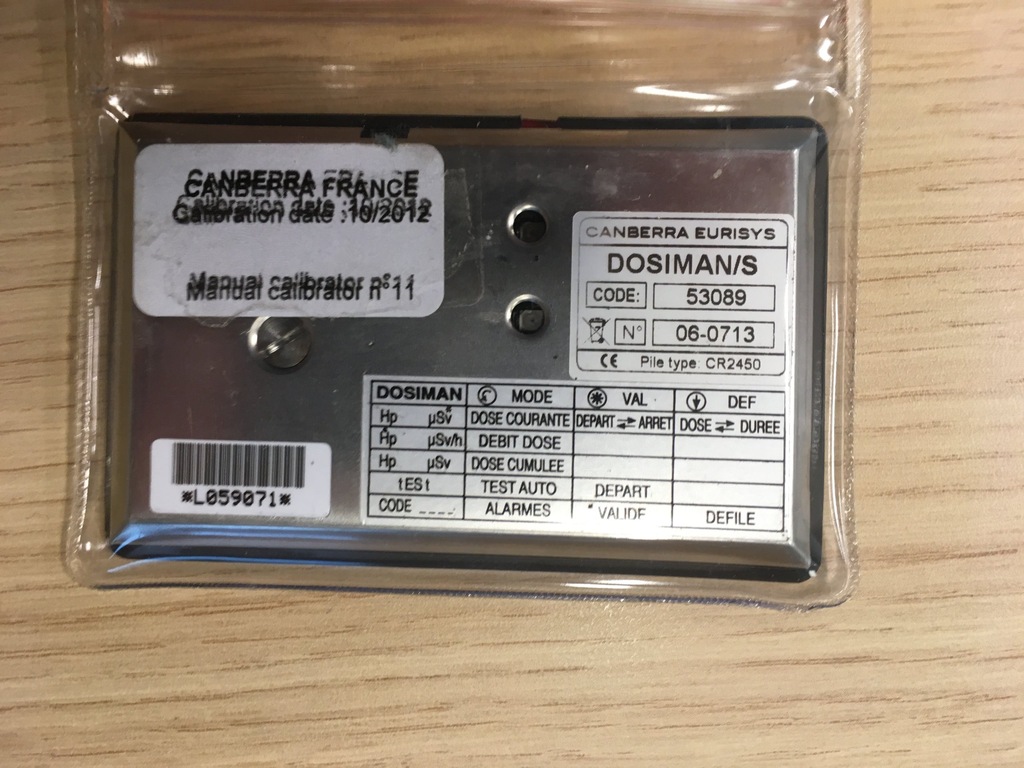 CANBERRA FRANCE
Calibration date :10/2012
Manual calibrator n°11
CANBERRA EURISYS
DOSIMAN/S
CODE: 53089
N° 06-0713
CE Pile type: CR2450
DOSIMAN MODE VAL DEF
Hp µSv DOSE COURANTE DEPART ⇄ ARRET DOSE ⇄ DUREE
Ḣp µSv/h DEBIT DOSE
Hp µSv DOSE CUMULEE
tESt TEST AUTO DEPART
CODE _ _ _ _ ALARMES VALIDE DEFILE
*L059071*